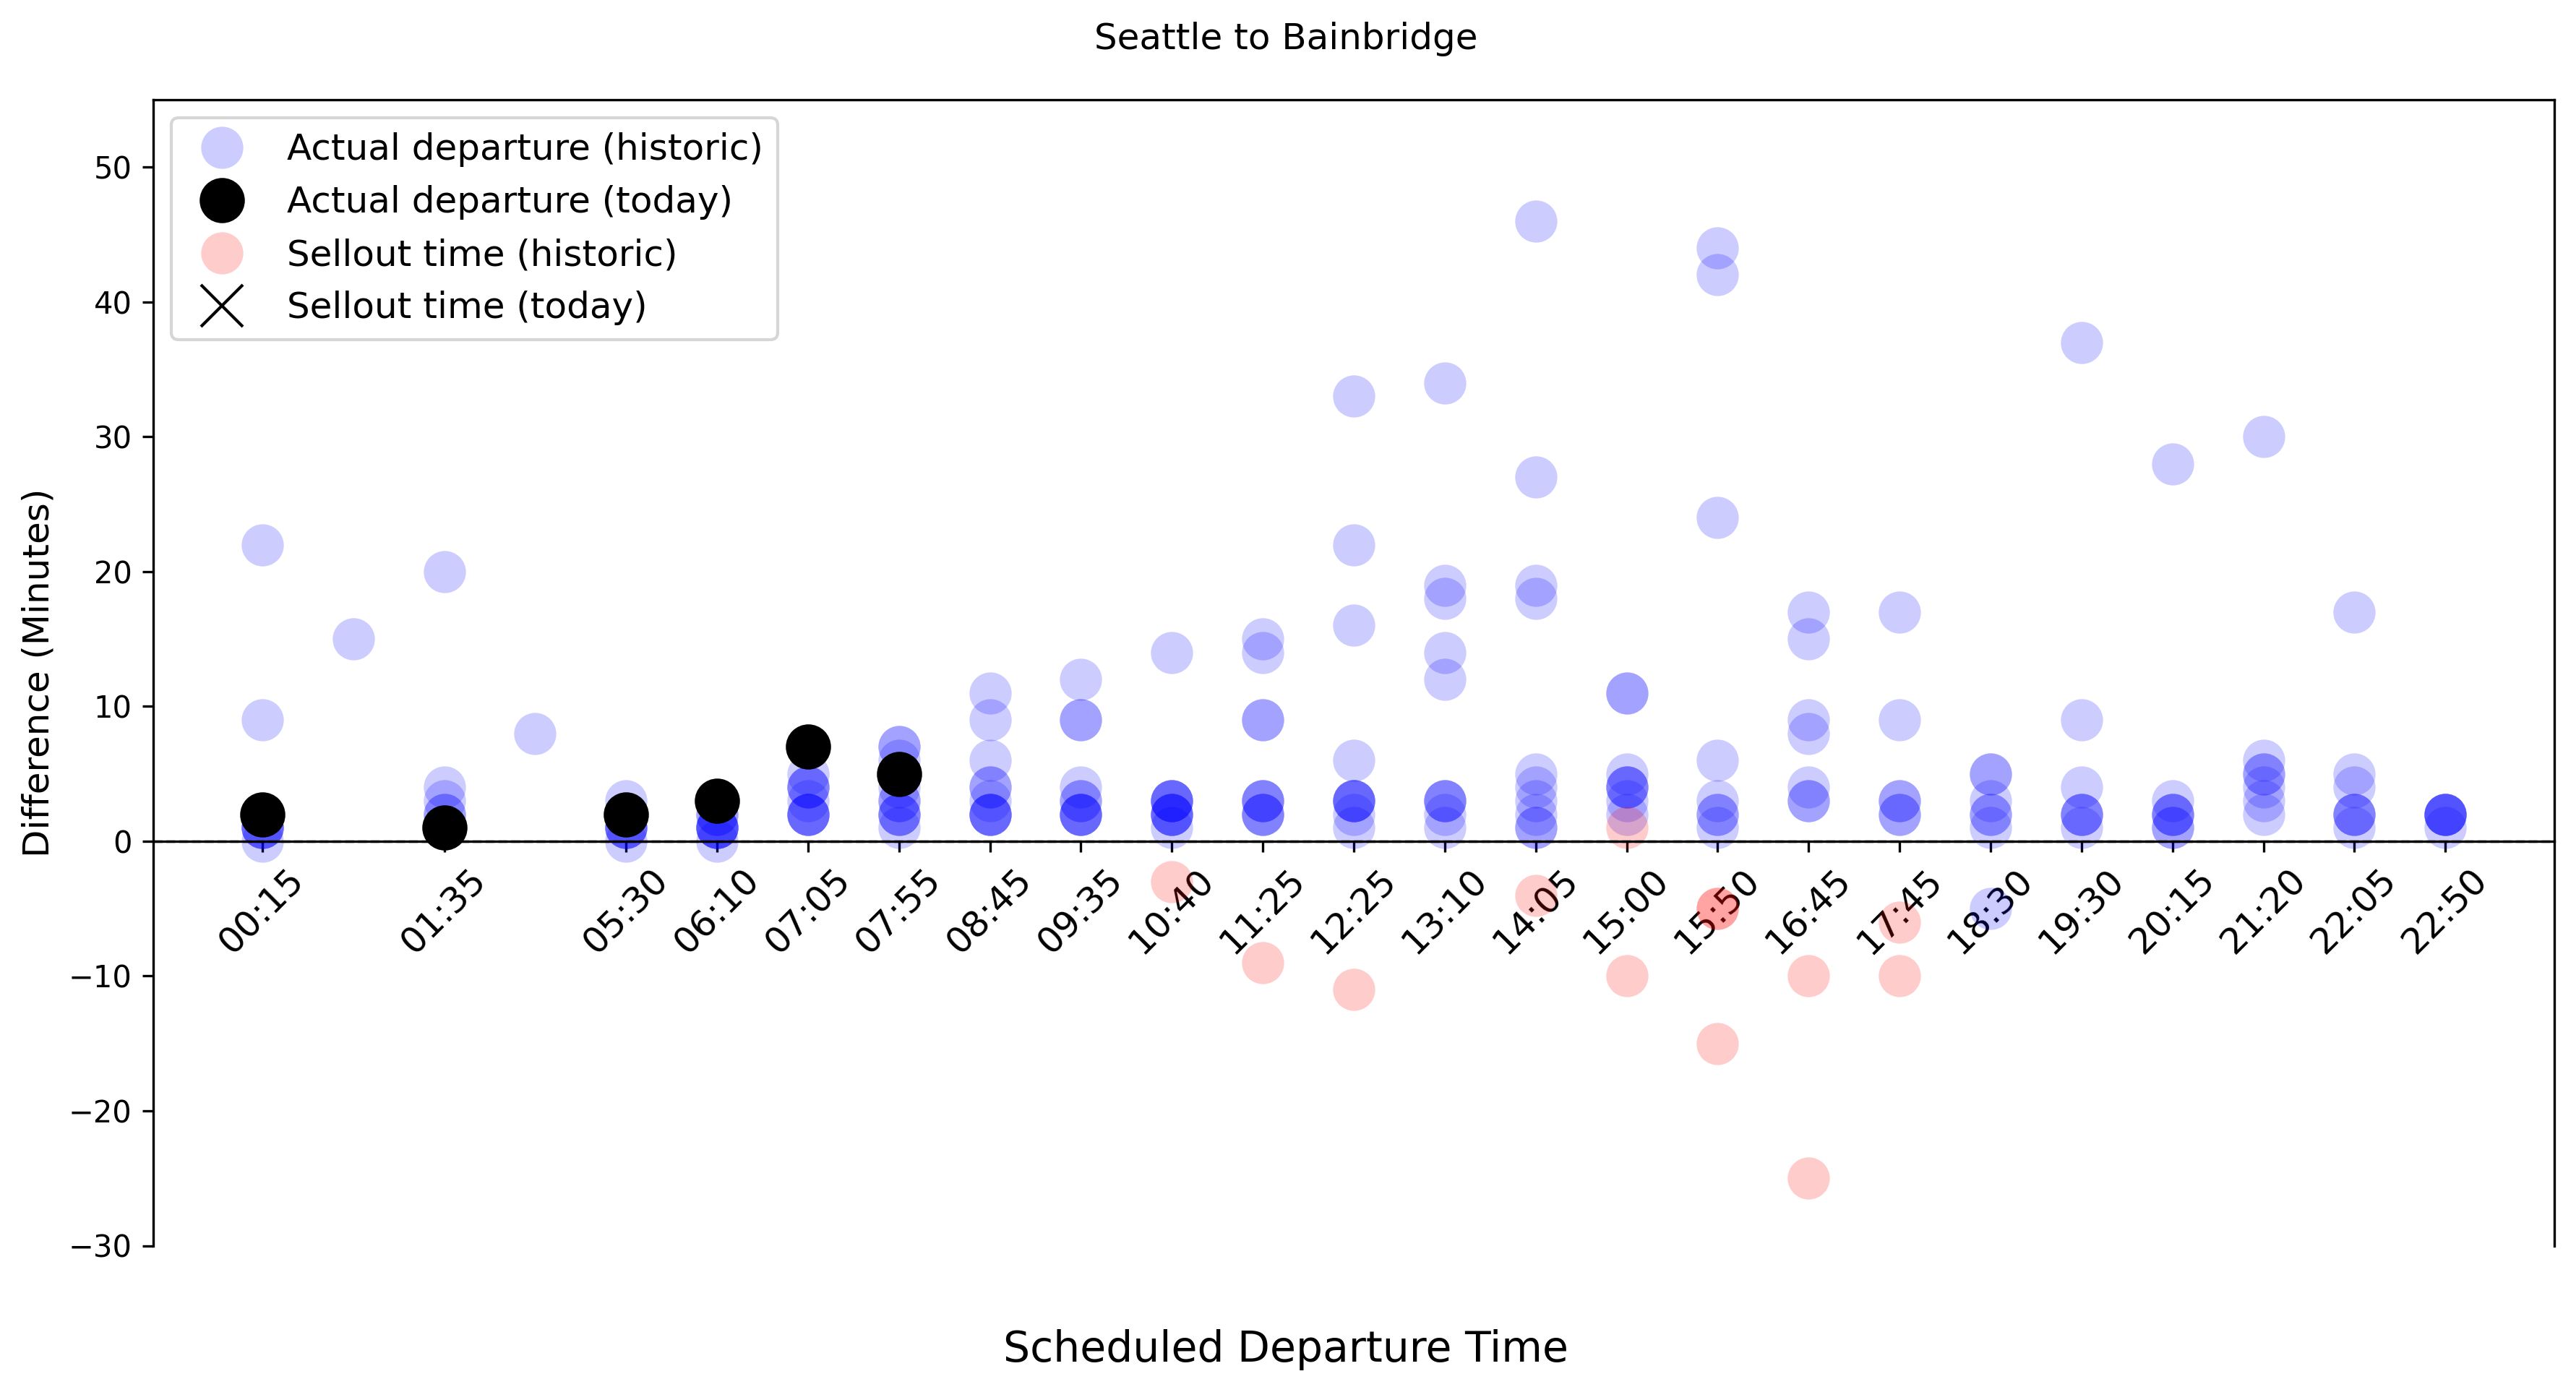 Seattle to Bainbridge
Actual departure (historic)
Actual departure (today)
Sellout time (historic)
Sellout time (today)
Difference (Minutes)
50
40
30
20
10
0
−10
−20
−30
00:15 01:35 05:30 06:10 07:05 07:55 08:45 09:35 10:40 11:25 12:25 13:10 14:05 15:00 15:50 16:45 17:45 18:30 19:30 20:15 21:20 22:05 22:50
Scheduled Departure Time